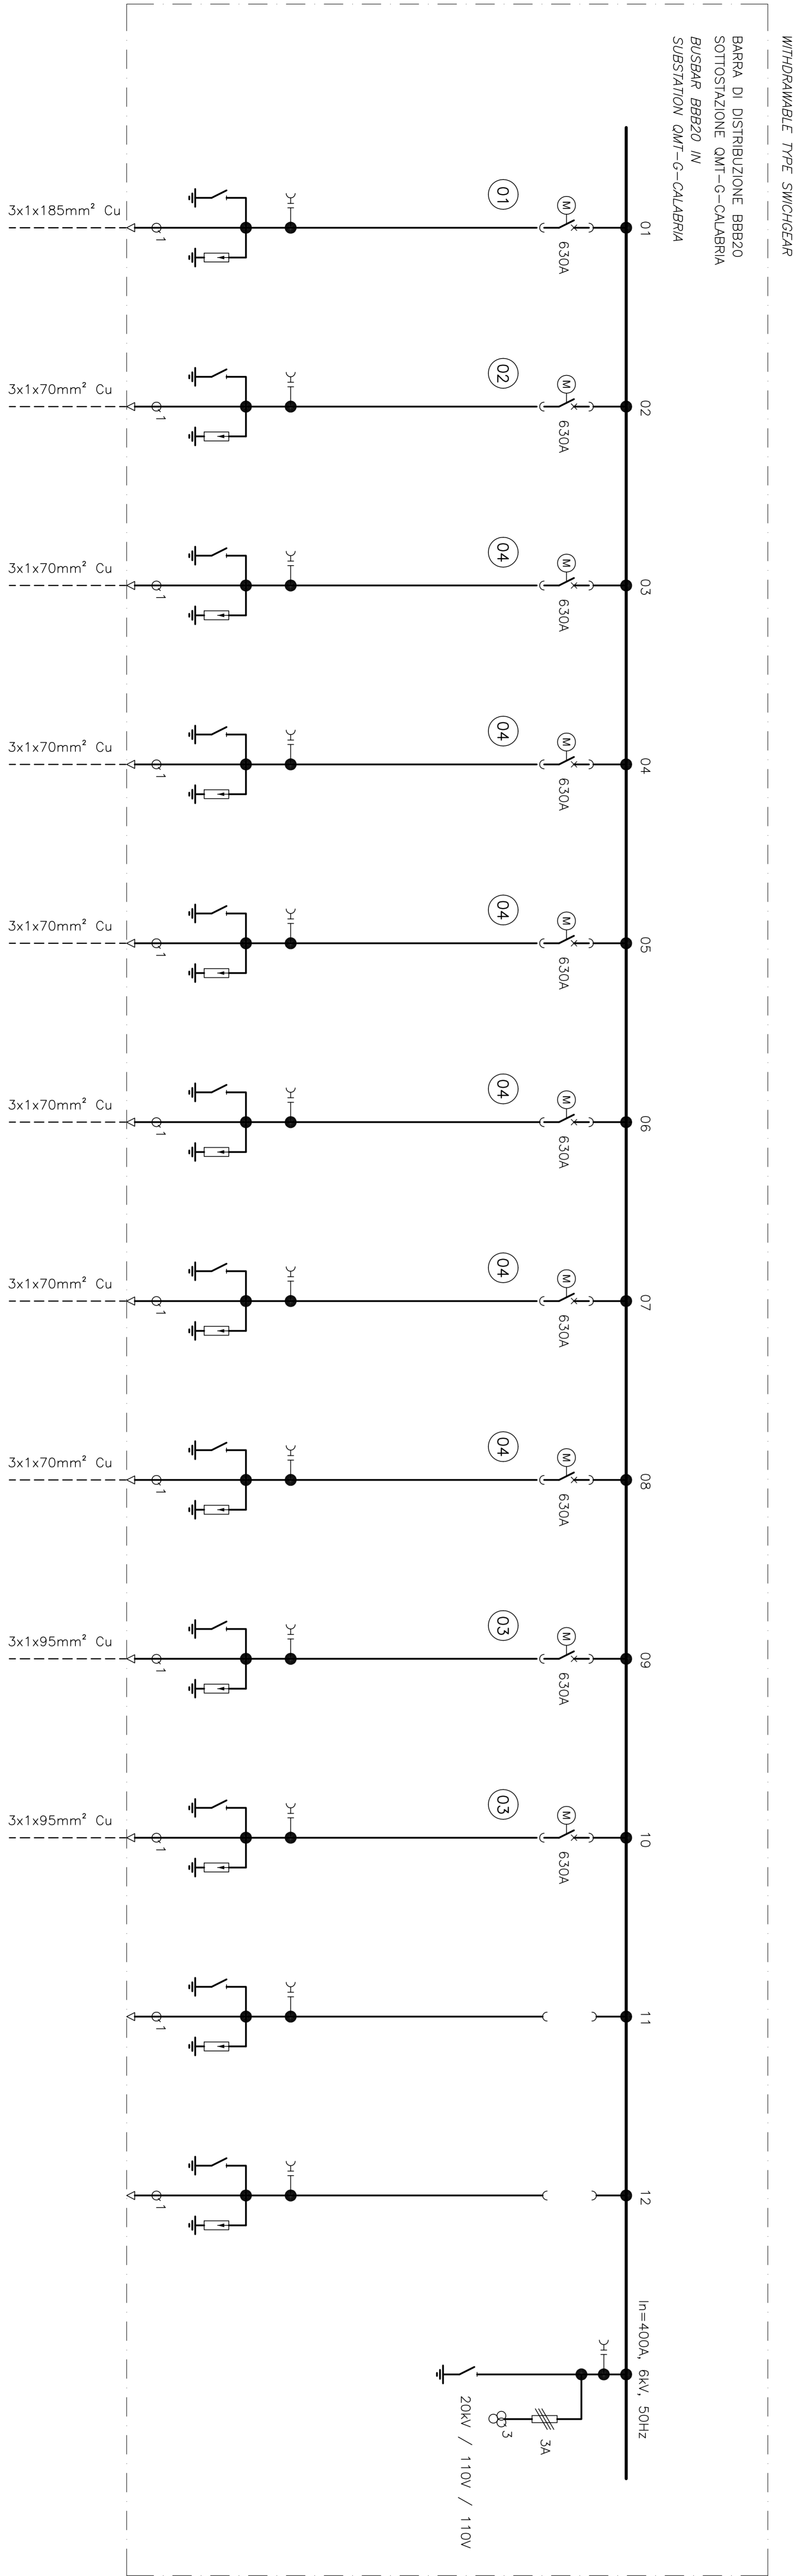 WITHDRAWABLE TYPE SWICHGEAR
BARRA DI DISTRIBUZIONE BBB20
SOTTOSTAZIONE QMT-G-CALABRIA
BUSBAR BBB20 IN
SUBSTATION QMT-G-CALABRIA
01
M
630A
01
1
3x1x185mm² Cu
02
M
630A
02
1
3x1x70mm² Cu
03
M
630A
04
1
3x1x70mm² Cu
04
M
630A
04
1
3x1x70mm² Cu
05
M
630A
04
1
3x1x70mm² Cu
06
M
630A
04
1
3x1x70mm² Cu
07
M
630A
04
1
3x1x70mm² Cu
08
M
630A
04
1
3x1x70mm² Cu
09
M
630A
03
1
3x1x95mm² Cu
10
M
630A
03
1
3x1x95mm² Cu
11
1
12
1
In=400A, 6kV, 50Hz
3A
3
20kV / 110V / 110V